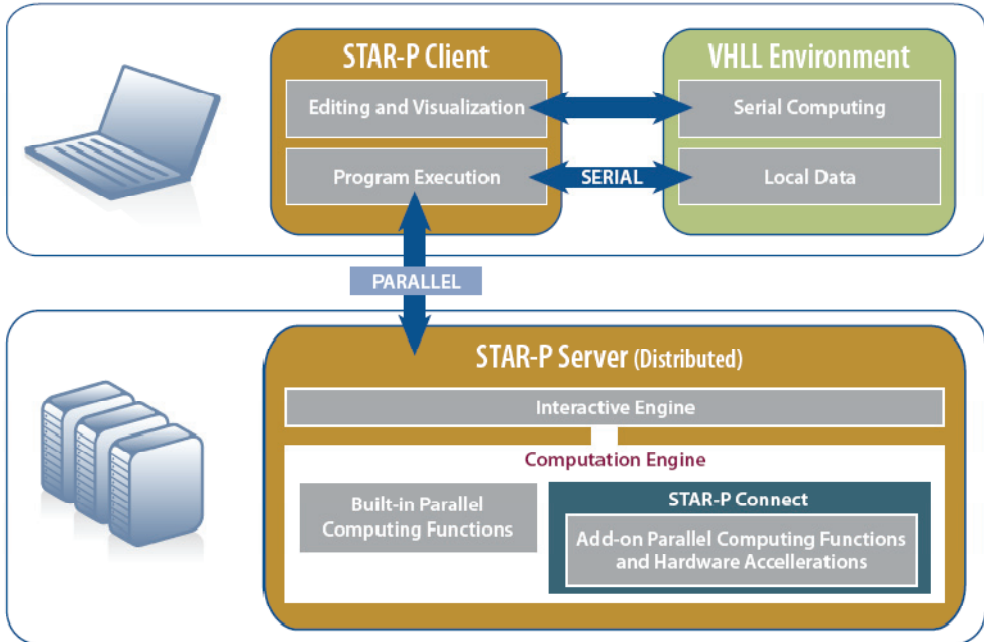 STAR-P Client
VHLL Environment
Editing and Visualization
Serial Computing
Program Execution
SERIAL
Local Data
PARALLEL
STAR-P Server (Distributed)
Interactive Engine
Computation Engine
Built-in Parallel
Computing Functions
STAR-P Connect
Add-on Parallel Computing Functions
and Hardware Accellerations